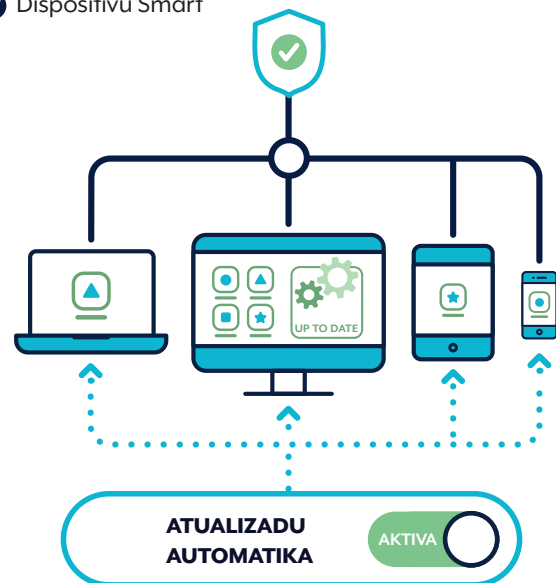 Dispositivu Smart
UP TO DATE
ATUALIZADU
AUTOMATIKA
AKTIVA